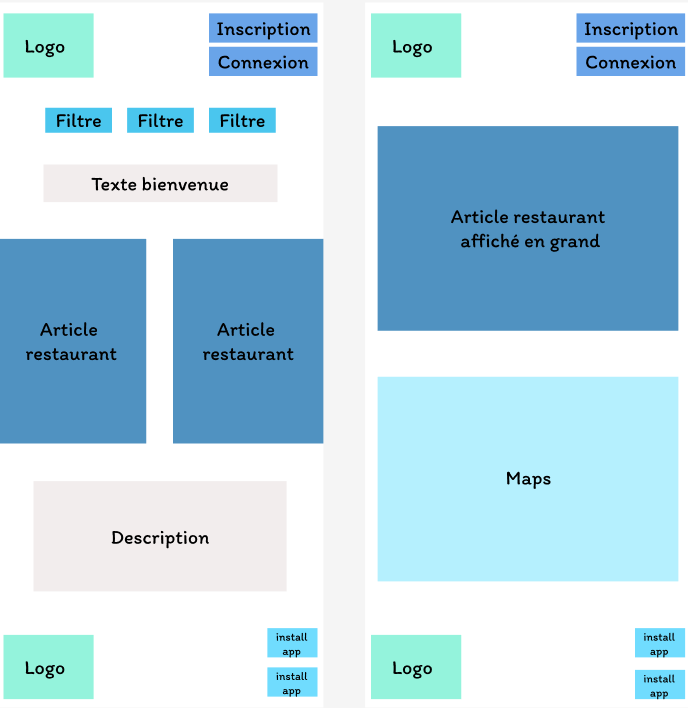 Logo
Inscription
Connexion
Filtre
Filtre
Filtre
Texte bienvenue
Article
restaurant
Article
restaurant
Description
Logo
install
app
install
app
Logo
Inscription
Connexion
Article restaurant
affiché en grand
Maps
Logo
install
app
install
app